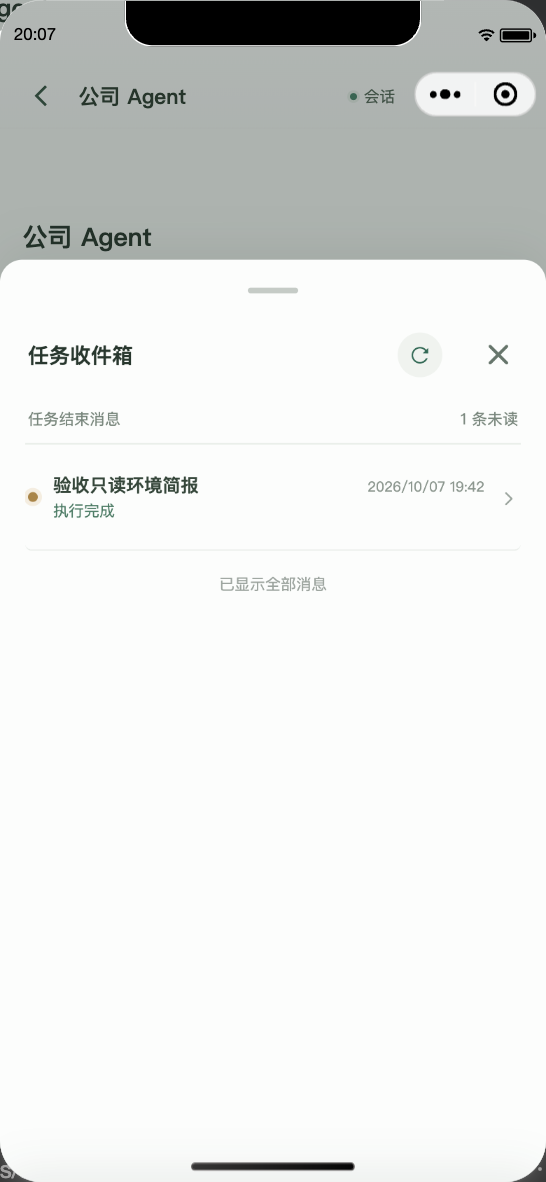 20:07
公司 Agent
会话
公司 Agent
任务收件箱
任务结束消息
1 条未读
验收只读环境简报
2026/10/07 19:42
执行完成
已显示全部消息